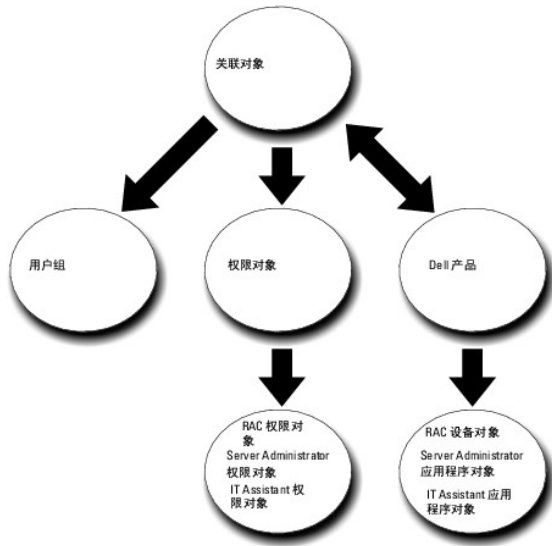 关联对象
用户组
权限对象
Dell 产品
RAC 权限对
象
Server Administrator
权限对象
IT Assistant 权
限对象
RAC 设备对象
Server Administrator
应用程序对象
IT Assistant 应用
程序对象